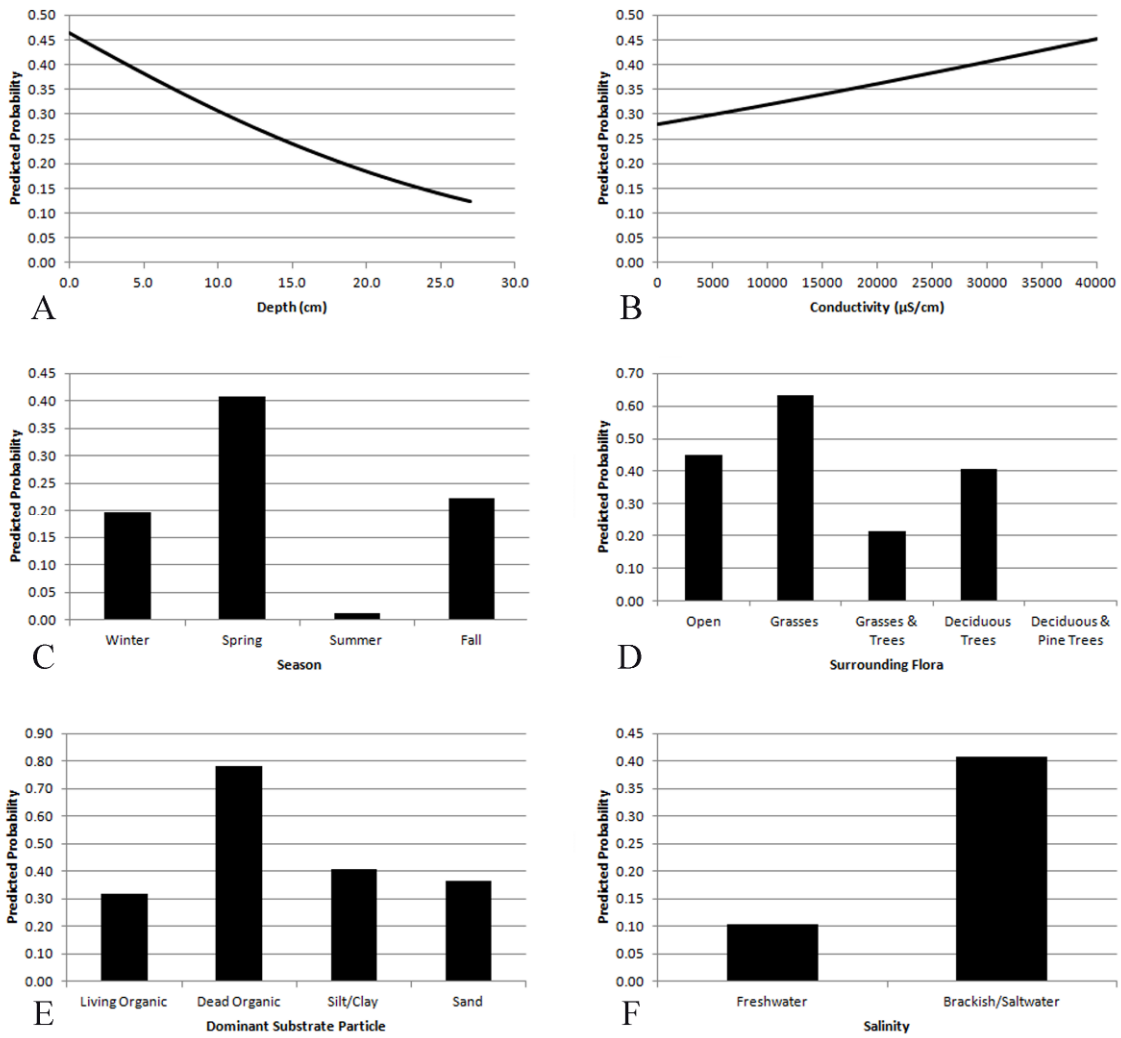 0.50
0.45
0.40
0.35
0.30
0.25
0.20
0.15
0.10
0.05
0.00
Predicted Probability
0.0 5.0 10.0 15.0 20.0 25.0 30.0
Depth (cm)
A
0.50
0.45
0.40
0.35
0.30
0.25
0.20
0.15
0.10
0.05
0.00
Predicted Probability
0 5000 10000 15000 20000 25000 30000 35000 40000
Conductivity (µS/cm)
B
0.45
0.40
0.35
0.30
0.25
0.20
0.15
0.10
0.05
0.00
Predicted Probability
Winter Spring Summer Fall
Season
C
0.70
0.60
0.50
0.40
0.30
0.20
0.10
0.00
Predicted Probability
Open Grasses Grasses & Deciduous Deciduous &
Trees Trees Pine Trees
Surrounding Flora
D
0.90
0.80
0.70
0.60
0.50
0.40
0.30
0.20
0.10
0.00
Predicted Probability
Living Organic Dead Organic Silt/Clay Sand
Dominant Substrate Particle
E
0.45
0.40
0.35
0.30
0.25
0.20
0.15
0.10
0.05
0.00
Predicted Probability
Freshwater Brackish/Saltwater
Salinity
F